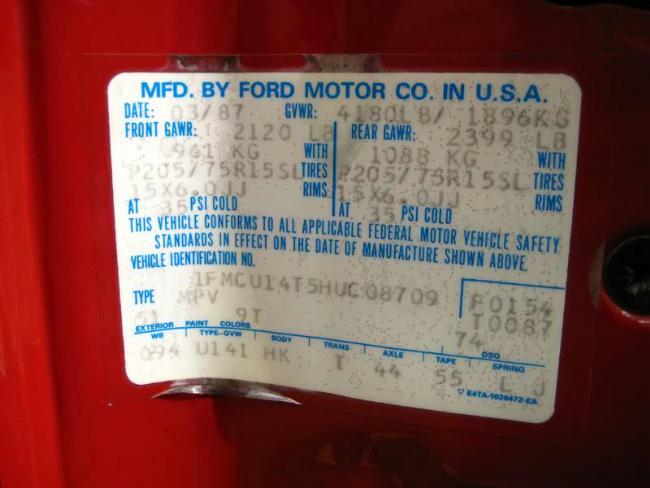 MFD. BY FORD MOTOR CO. IN U.S.A.
DATE: 03/87 GVWR: 4180LB/ 1896KG
FRONT GAWR: 2120 LB REAR GAWR: 2399 LB
961 KG WITH 1088 KG WITH
P205/75R15SL TIRES P205/75R15SL TIRES
15X6.0JJ RIMS 15X6.0JJ RIMS
AT 35 PSI COLD AT 35 PSI COLD
THIS VEHICLE CONFORMS TO ALL APPLICABLE FEDERAL MOTOR VEHICLE SAFETY
STANDARDS IN EFFECT ON THE DATE OF MANUFACTURE SHOWN ABOVE.
VEHICLE IDENTIFICATION NO.
1FMCU14T5HUC08709
TYPE MPV F0154
51 9T T0087
74
EXTERIOR PAINT COLORS DSO
WB TYPE-GVW BODY TRANS AXLE TAPE SPRING
094 U141 HK T 44 55 L J
E4TA-1020472-EA